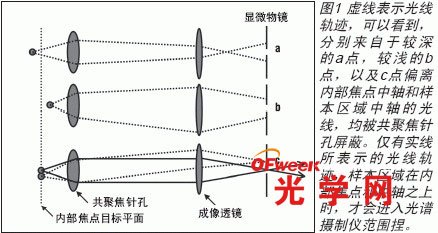 显微物镜
a
b
c
共聚焦针孔
内部焦点目标平面
成像透镜
OFweek
光学网
图1 虚线表示光线
轨迹，可以看到，
分别来自于较深
的a点，较浅的b
点，以及c点偏离
内部焦点中轴和样
本区域中轴的光
线，均被共聚焦针
孔屏蔽。仅有实线
所表示的光线轨
迹，样本区域在内
部焦点
轴之上
时，才会进入光谱
摄制仪范围捏。